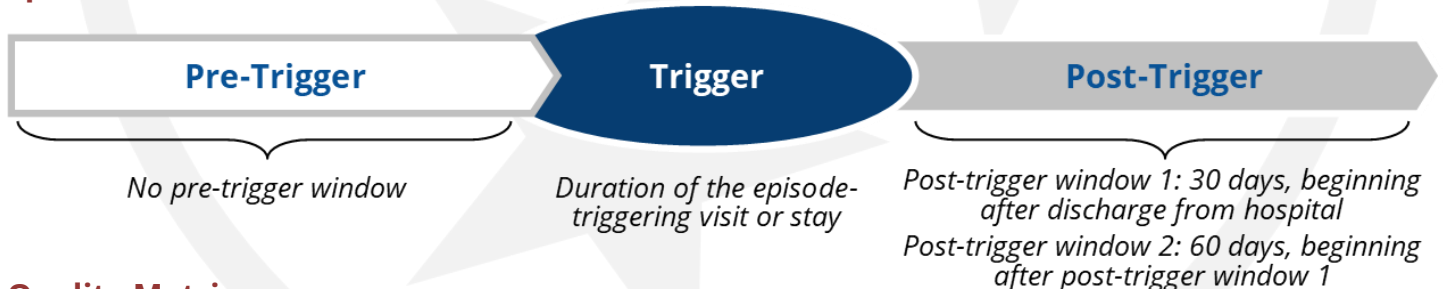 Pre-Trigger
Trigger
Post-Trigger
No pre-trigger window
Duration of the episode-
triggering visit or stay
Post-trigger window 1: 30 days, beginning
after discharge from hospital
Post-trigger window 2: 60 days, beginning
after post-trigger window 1